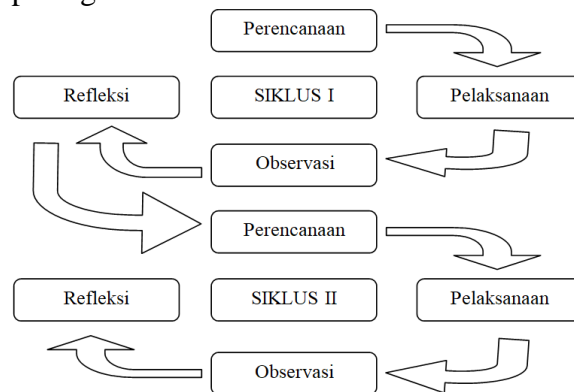 Perencanaan
Refleksi
SIKLUS I
Pelaksanaan
Observasi
Perencanaan
Refleksi
SIKLUS II
Pelaksanaan
Observasi